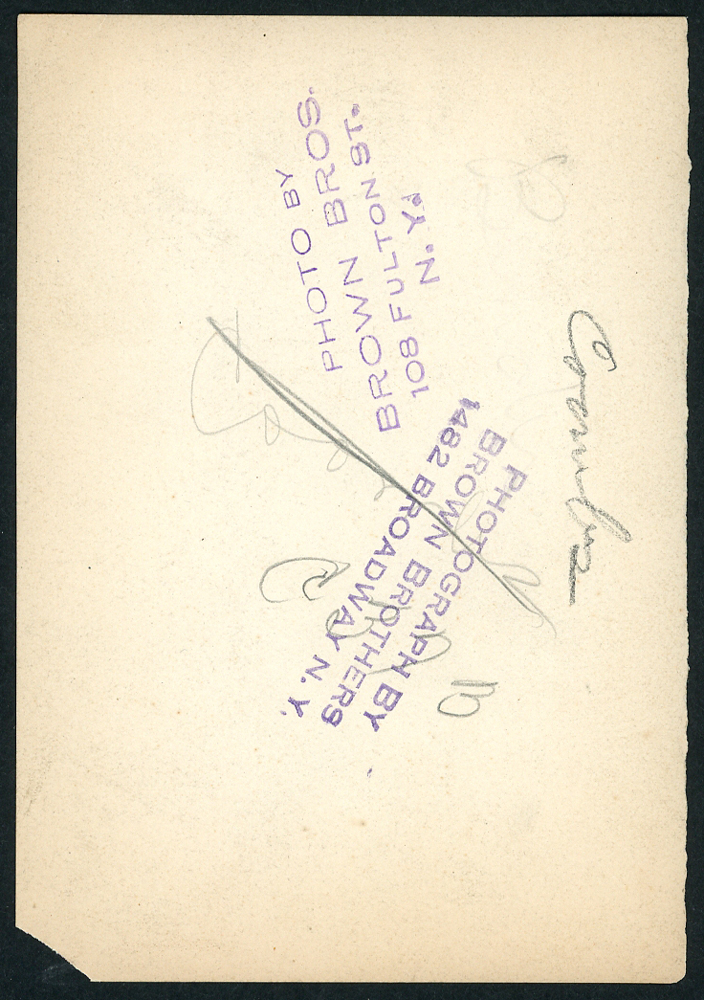 PHOTO BY
BROWN BROS.
108 FULTON ST.
N. Y.
PHOTOGRAPH BY
BROWN BROTHERS
1482 BROADWAY N. Y.